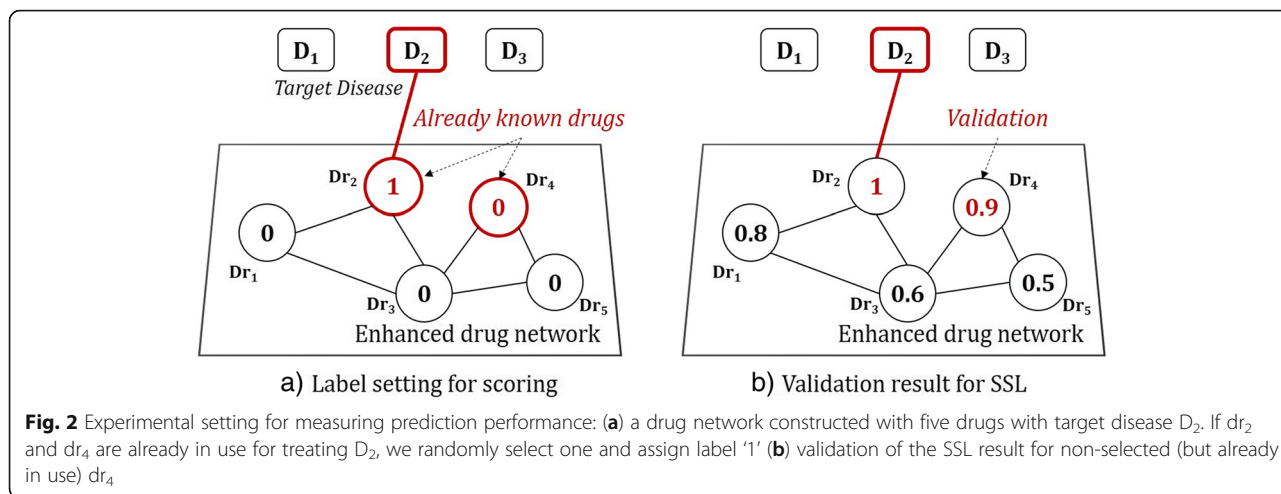 D₁ D₂ D₃
Target Disease
Already known drugs
Dr₂
1
Dr₄
0
0
Dr₁
Dr₃
0
0
Dr₅
Enhanced drug network
a) Label setting for scoring
D₁ D₂ D₃
Validation
Dr₂
1
Dr₄
0.9
0.8
Dr₁
Dr₃
0.6
0.5
Dr₅
Enhanced drug network
b) Validation result for SSL
Fig. 2 Experimental setting for measuring prediction performance: (a) a drug network constructed with five drugs with target disease D₂. If dr₂
and dr₄ are already in use for treating D₂, we randomly select one and assign label ‘1’ (b) validation of the SSL result for non-selected (but already
in use) dr₄